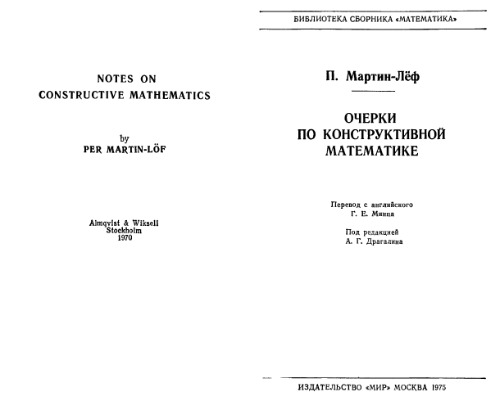 NOTES ON
CONSTRUCTIVE MATHEMATICS
by
PER MARTIN-LÖF
Almqvist & Wiksell
Stockholm
1970
БИБЛИОТЕКА СБОРНИКА «МАТЕМАТИКА»
П. Мартин-Лёф
ОЧЕРКИ
ПО КОНСТРУКТИВНОЙ
МАТЕМАТИКЕ
Перевод с английского
Г. Е. Минца
Под редакцией
А. Г. Драгалина
ИЗДАТЕЛЬСТВО «МИР» МОСКВА 1975